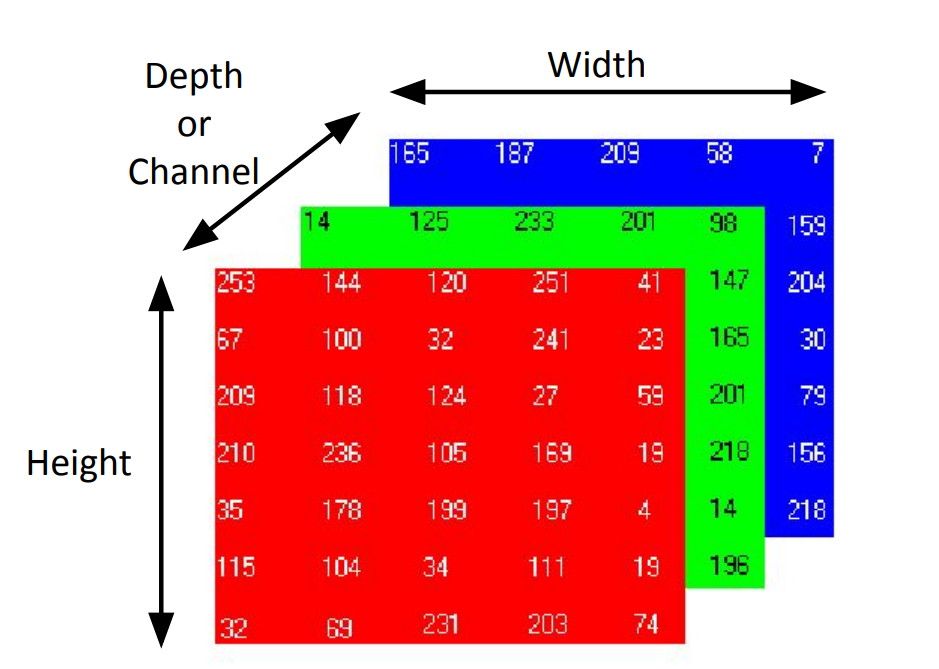 Width
Depth
or
Channel
Height
165 187 209 58 7
159
204
30
79
156
218
14 125 233 201 98
147
165
201
218
14
196
253 144 120 251 41
67 100 32 241 23
209 118 124 27 59
210 236 105 169 19
35 178 199 197 4
115 104 34 111 19
32 69 231 203 74